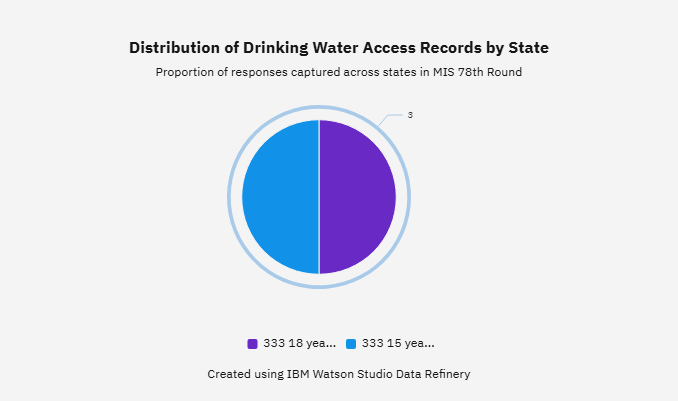 Distribution of Drinking Water Access Records by State
Proportion of responses captured across states in MIS 78th Round
3
333 18 yea... 333 15 yea...
Created using IBM Watson Studio Data Refinery